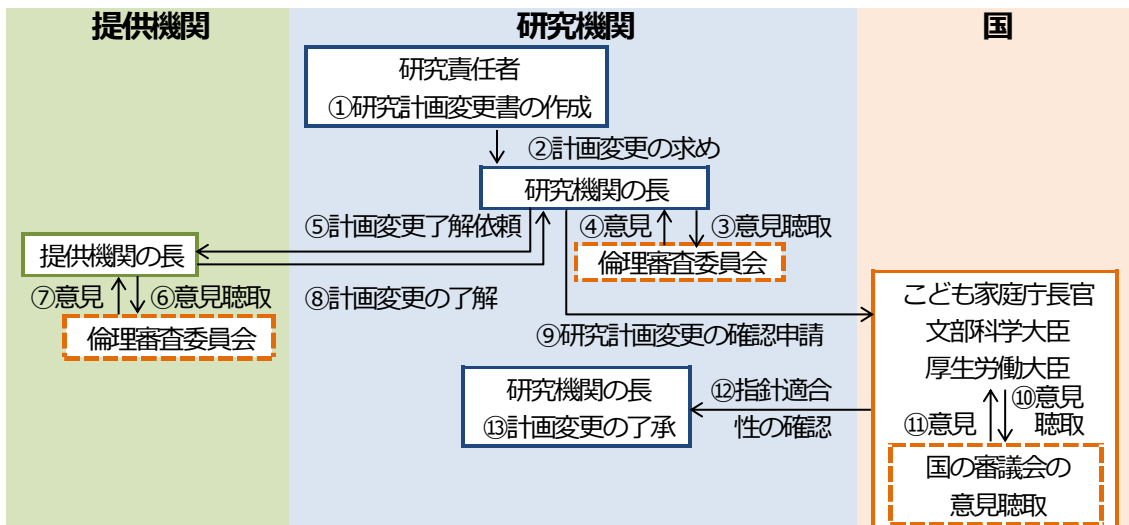 提供機関
研究機関
国
研究責任者
①研究計画変更書の作成
②計画変更の求め
研究機関の長
⑤計画変更了解依頼
④意見
③意見聴取
倫理審査委員会
提供機関の長
⑦意見
⑥意見聴取
倫理審査委員会
⑧計画変更の了解
⑨研究計画変更の確認申請
こども家庭庁長官
文部科学大臣
厚生労働大臣
⑪意見
⑩意見
聴取
国の審議会の
意見聴取
⑫指針適合
性の確認
研究機関の長
⑬計画変更の了承